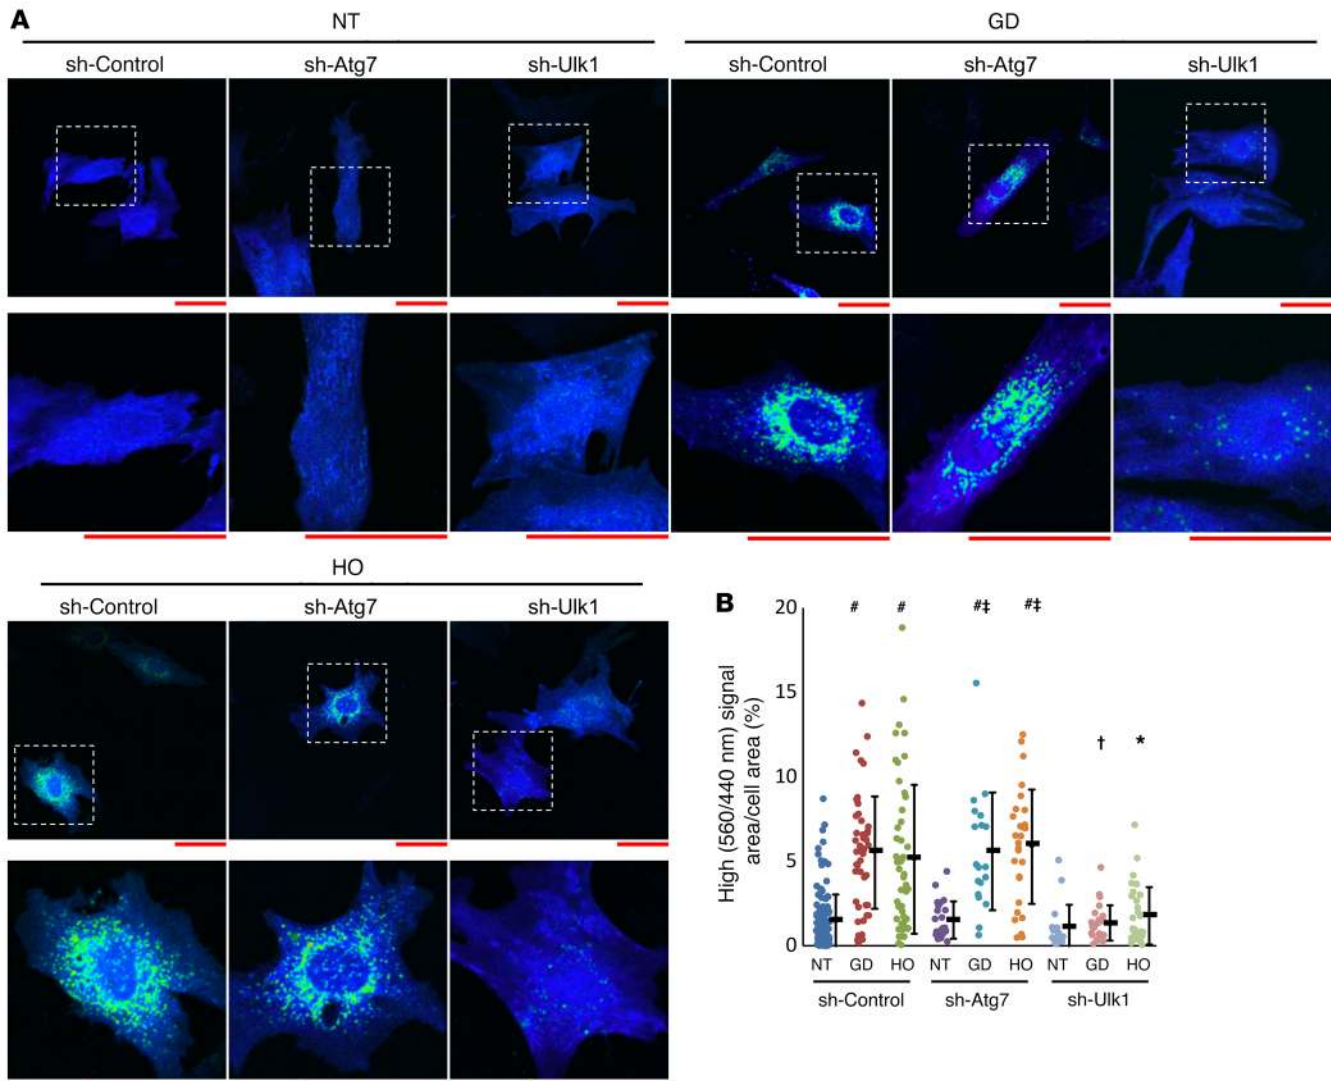 A
NT
GD
sh-Control sh-Atg7 sh-Ulk1 sh-Control sh-Atg7 sh-Ulk1
HO
sh-Control sh-Atg7 sh-Ulk1
B
High (560/440 nm) signal
area/cell area (%)
20
15
10
5
0
# # #‡ #‡
† *
NT GD HO NT GD HO NT GD HO
sh-Control sh-Atg7 sh-Ulk1